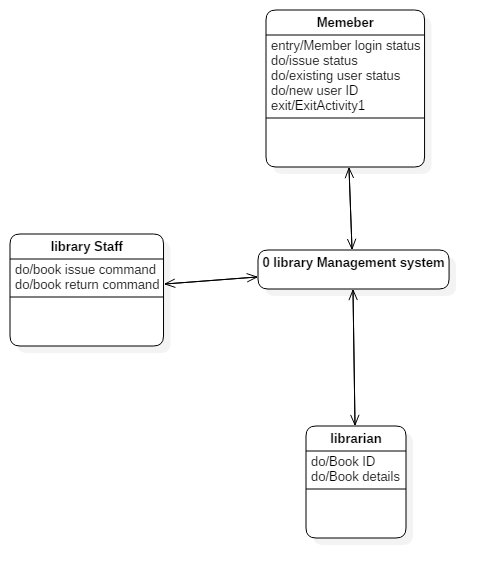 Memeber
entry/Member login status
do/issue status
do/existing user status
do/new user ID
exit/ExitActivity1
library Staff
do/book issue command
do/book return command
0 library Management system
librarian
do/Book ID
do/Book details